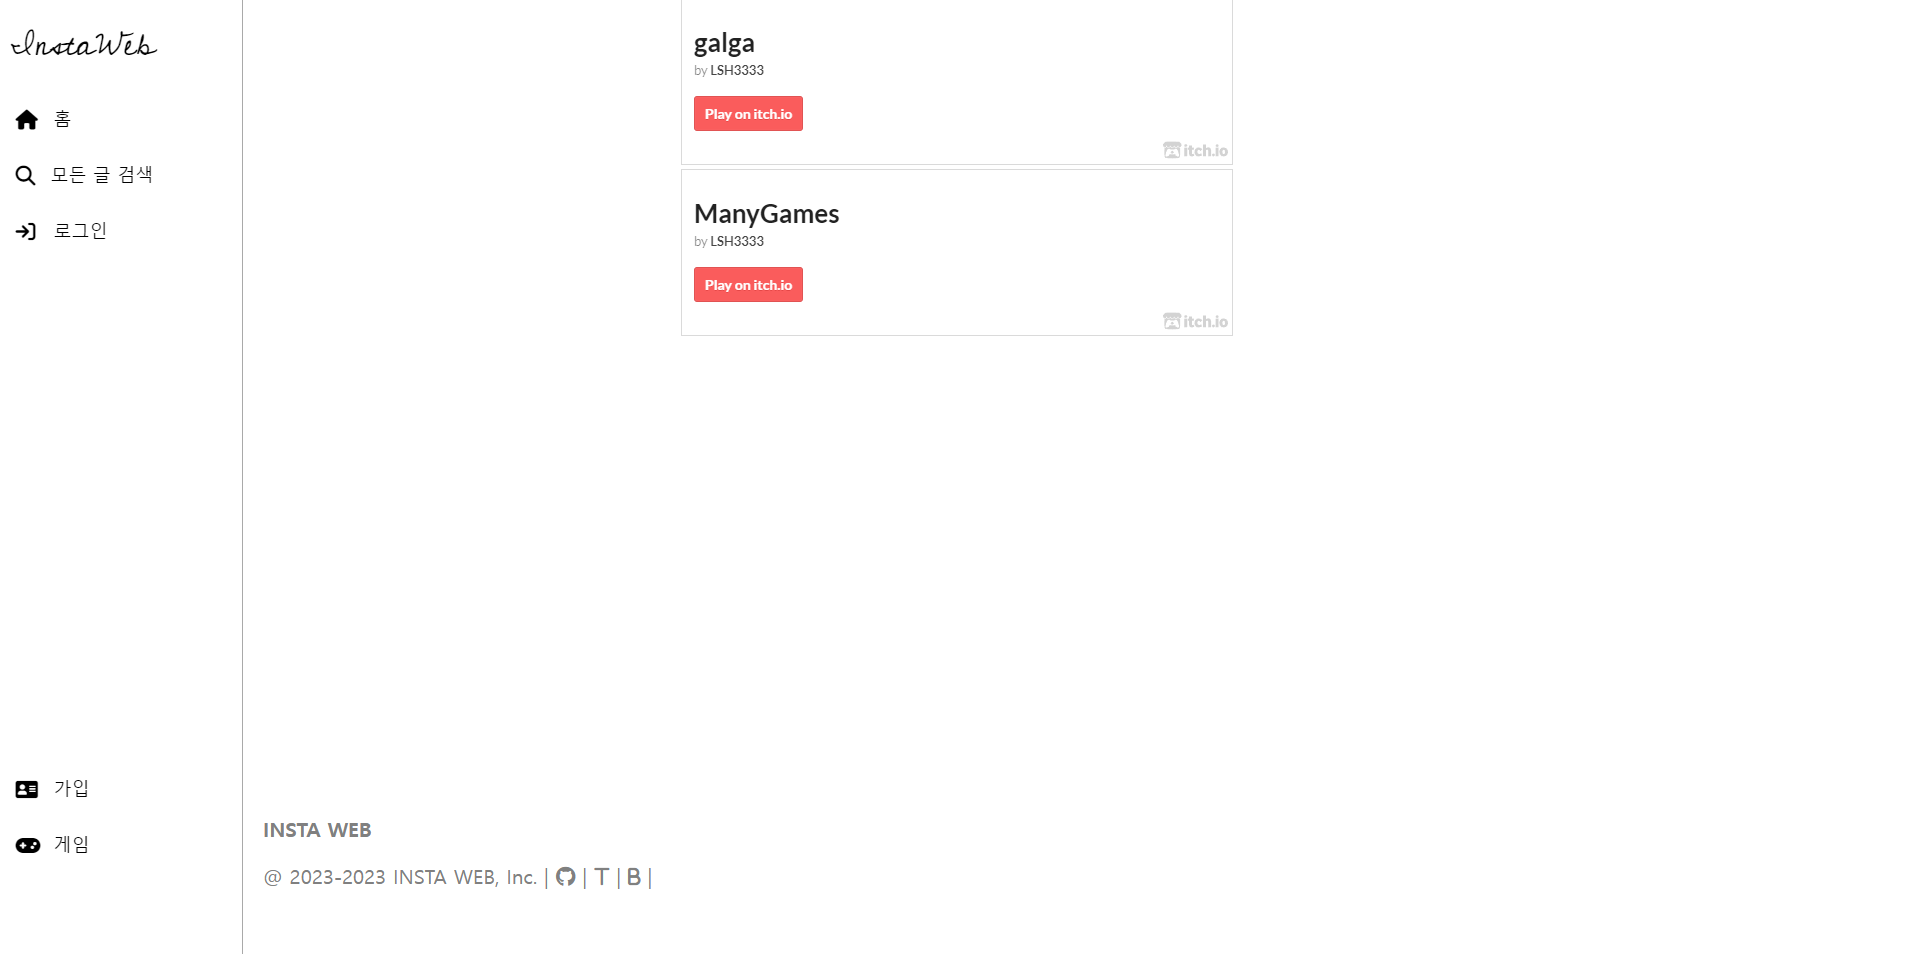 InstaWeb
홈
모든 글 검색
로그인
가입
게임
galga
by LSH3333
Play on itch.io
itch.io
ManyGames
by LSH3333
Play on itch.io
itch.io
INSTA WEB
@ 2023-2023 INSTA WEB, Inc. | | T | B |